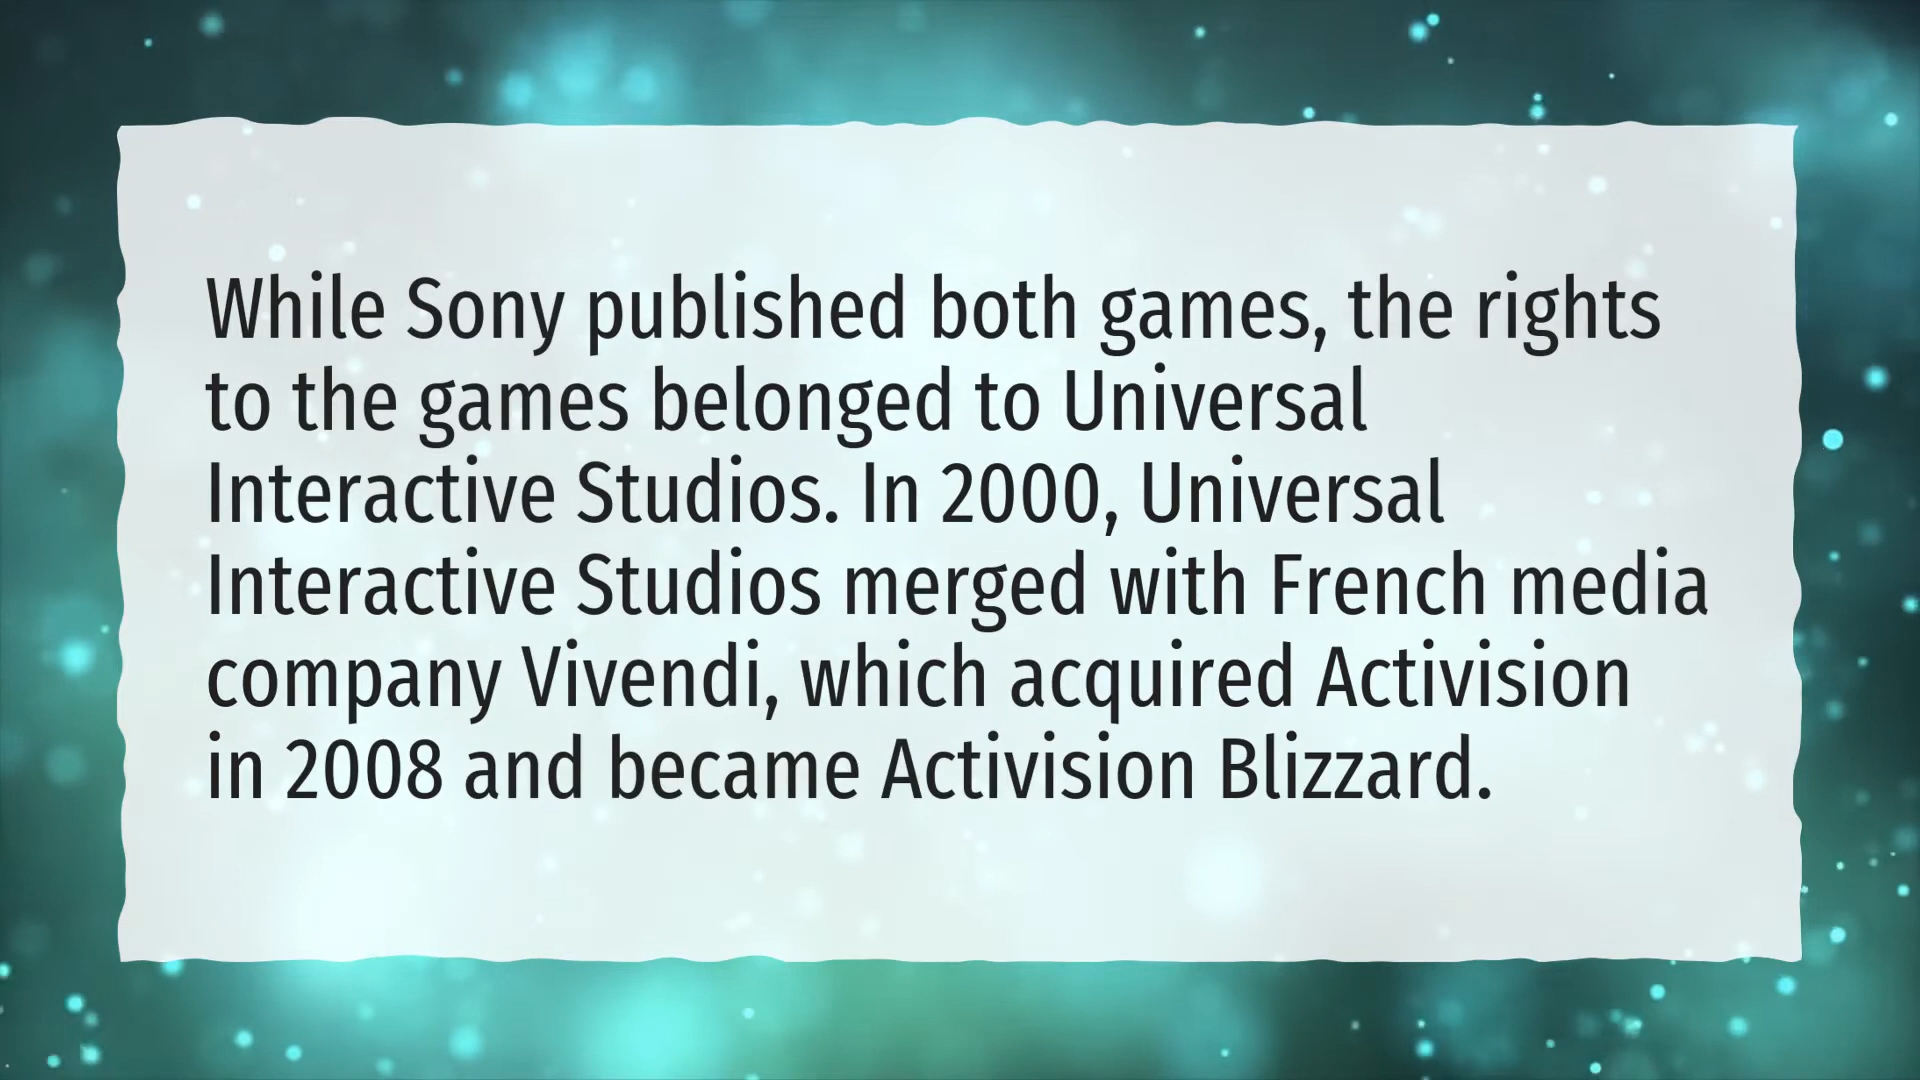 While Sony published both games, the rights
to the games belonged to Universal
Interactive Studios. In 2000, Universal
Interactive Studios merged with French media
company Vivendi, which acquired Activision
in 2008 and became Activision Blizzard.